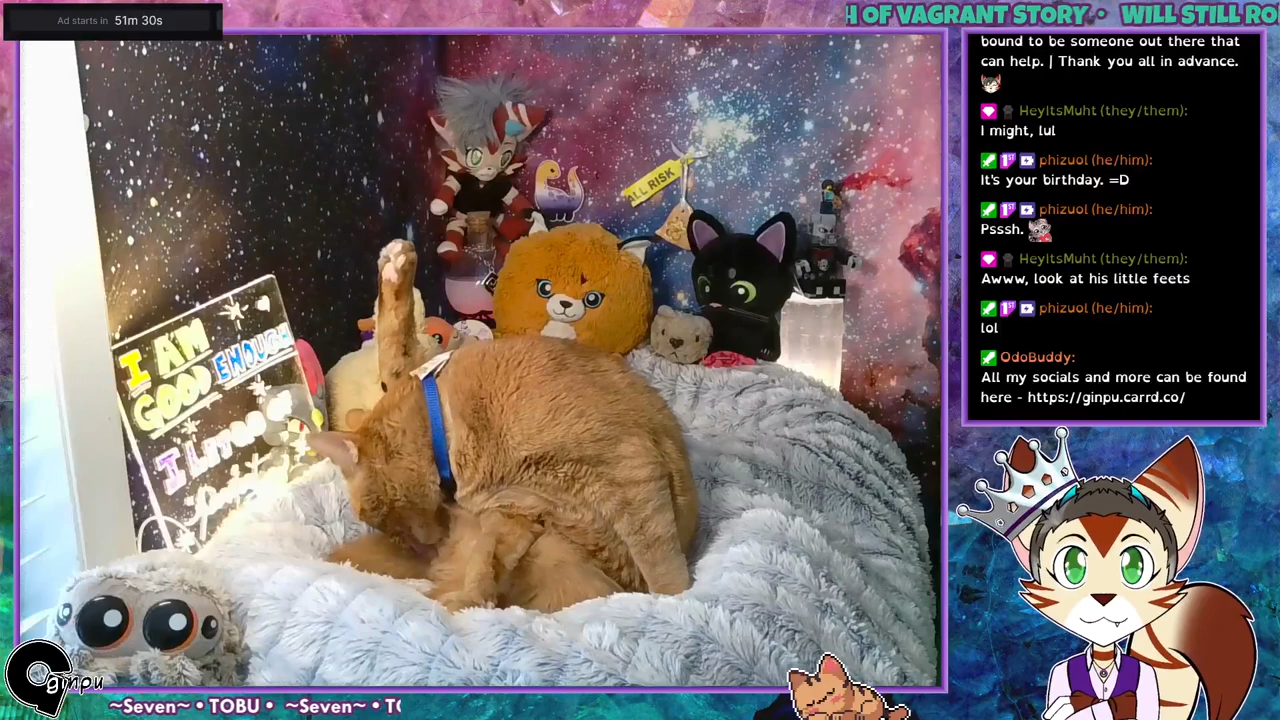 Ad starts in 51m 30s
H OF VAGRANT STORY • WILL STILL RO
bound to be someone out there that
can help. | Thank you all in advance.
HeyItsMuht (they/them):
I might, lul
phizuol (he/him):
It's your birthday. =D
phizuol (he/him):
Psssh.
HeyItsMuht (they/them):
Awww, look at his little feets
phizuol (he/him):
lol
OdoBuddy:
All my socials and more can be found
here - https://ginpu.carrd.co/
ALL RISK
I AM
GOOD ENOUGH
ginpu
~Seven~ • TOBU • ~Seven~ • TO